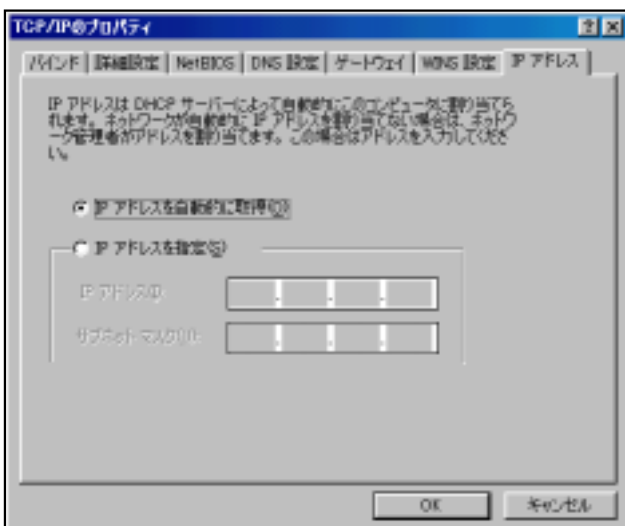 TCP/IPのプロパティ
バインド 詳細設定 NetBIOS DNS 設定 ゲートウェイ WINS 設定 IP アドレス
IP アドレスは DHCP サーバーによって自動的にこのコンピュータに割り当てら
れます。ネットワークが自動的に IP アドレスを割り当てない場合は、ネットワ
ーク管理者がアドレスを割り当てます。この場合はアドレスを入力してくださ
い。
IP アドレスを自動的に取得(O)
IP アドレスを指定(S)
IP アドレス(I):
サブネット マスク(U):
OK キャンセル